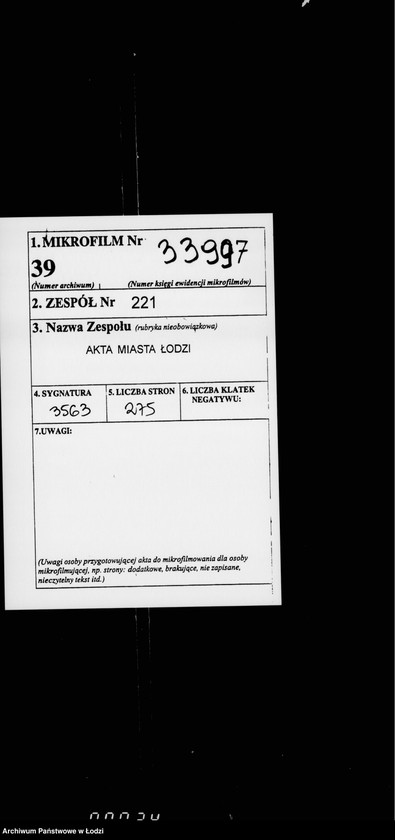 1. MIKROFILM Nr 33997
39
(Numer archiwum) (Numer księgi ewidencji mikrofilmów)
2. ZESPÓŁ Nr 221
3. Nazwa Zespołu (rubryka nieobowiązkowa)
AKTA MIASTA ŁODZI
4. SYGNATURA 5. LICZBA STRON 6. LICZBA KLATEK
NEGATYWU:
3563 275
7.UWAGI:
(Uwagi osoby przygotowującej akta do mikrofilmowania dla osoby
mikrofilmującej, np. strony: dodatkowe, brakujące, nie zapisane,
nieczytelny tekst itd.)
Archiwum Państwowe w Łodzi